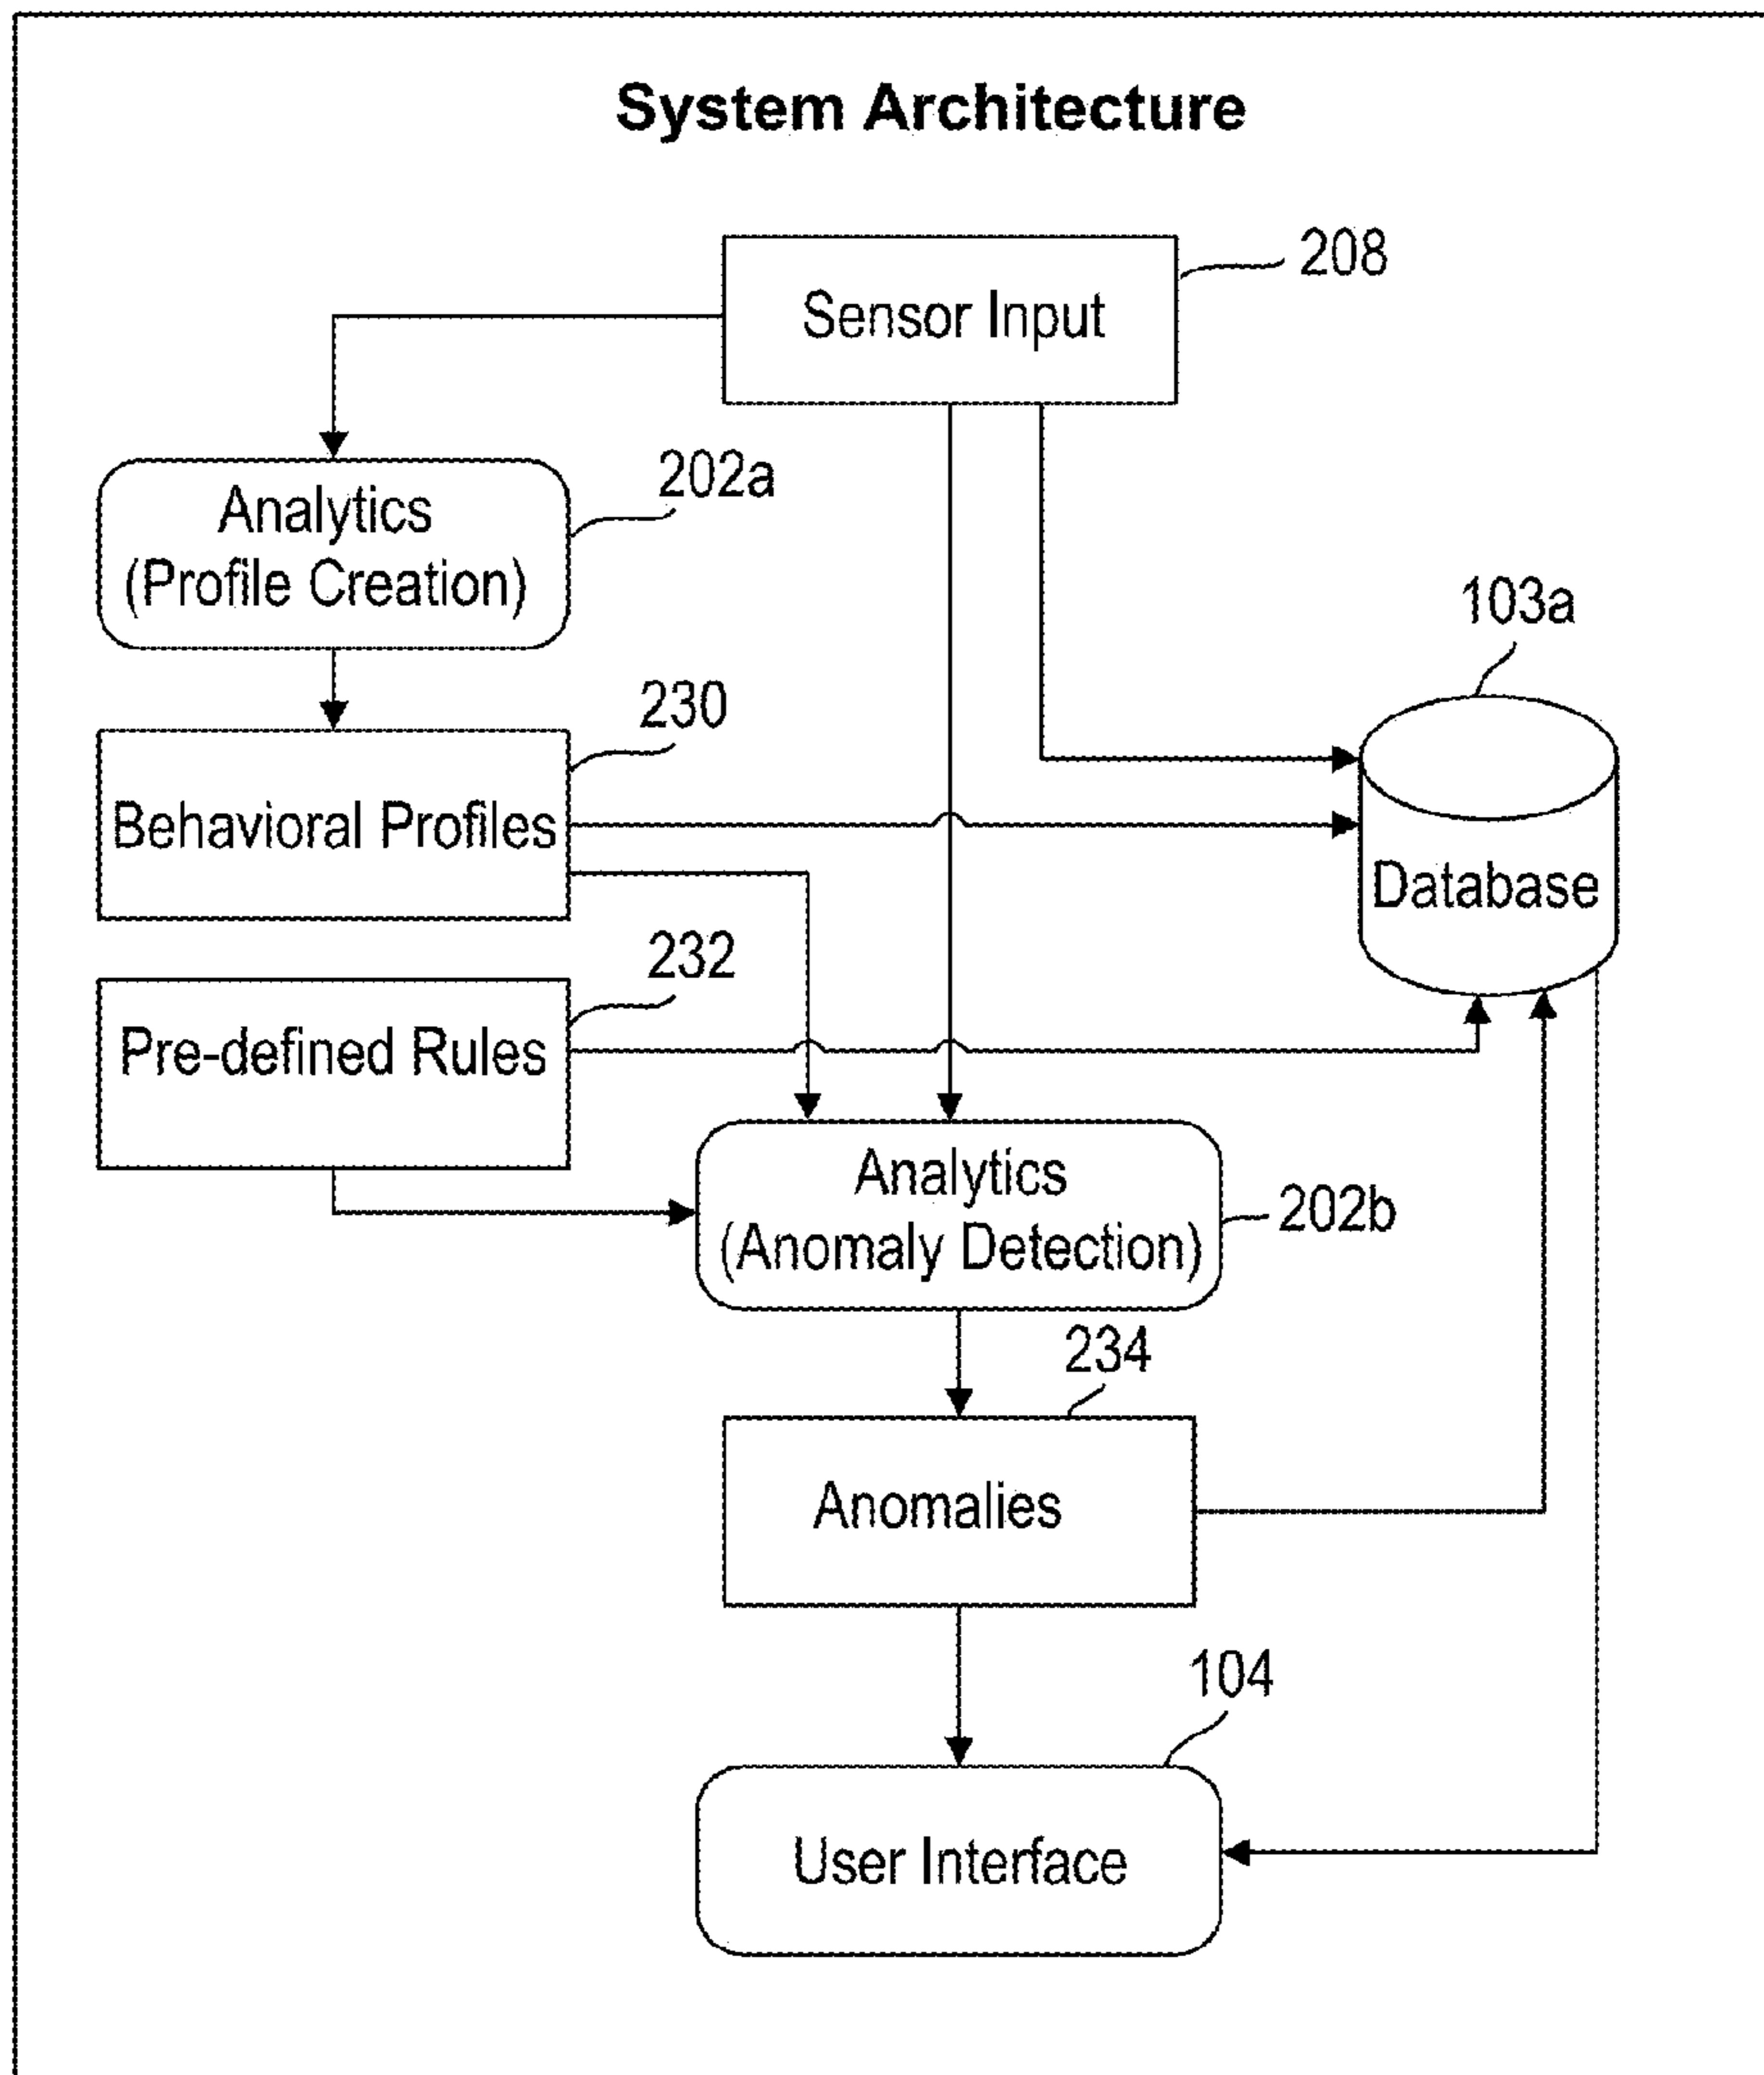 System Architecture
208
Sensor Input
202a
Analytics
(Profile Creation)
103a
230
Behavioral Profiles
Database
232
Pre-defined Rules
Analytics
(Anomaly Detection)
202b
234
Anomalies
104
User Interface